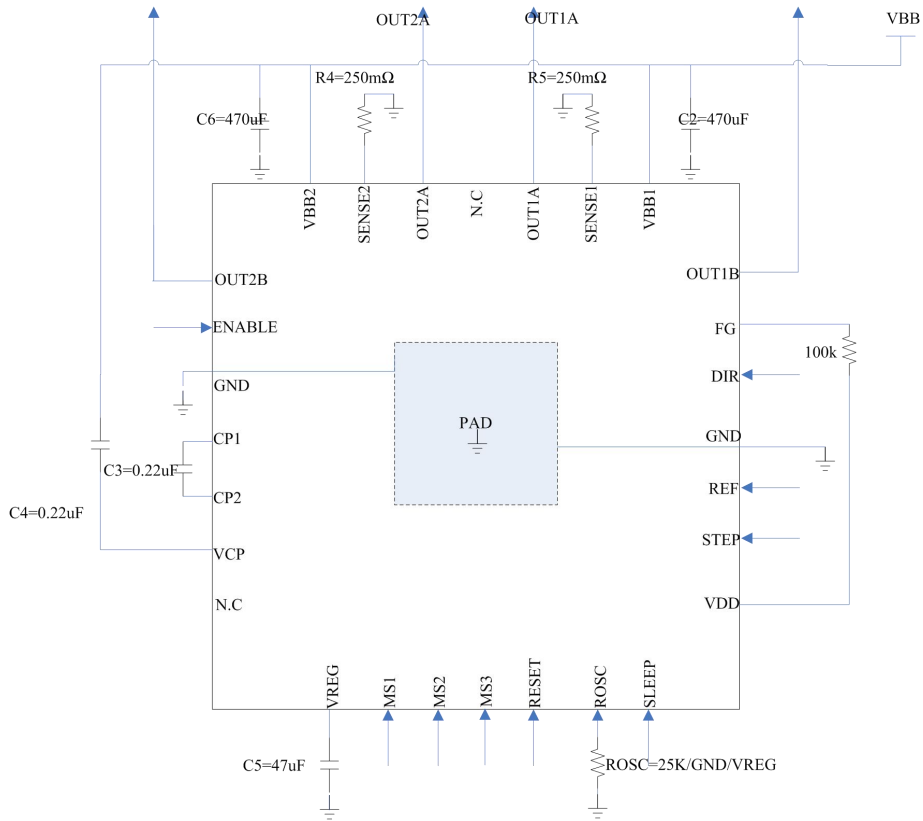 OUT2A
OUT1A
VBB
R4=250mΩ
R5=250mΩ
C6=470uF
C2=470uF
VBB2
SENSE2
OUT2A
N.C
OUT1A
SENSE1
VBB1
OUT2B
OUT1B
ENABLE
FG
100k
DIR
GND
PAD
GND
CP1
C3=0.22uF
CP2
REF
C4=0.22uF
STEP
VCP
N.C
VDD
VREG
MS1
MS2
MS3
RESET
ROSC
SLEEP
C5=47uF
ROSC=25K/GND/VREG